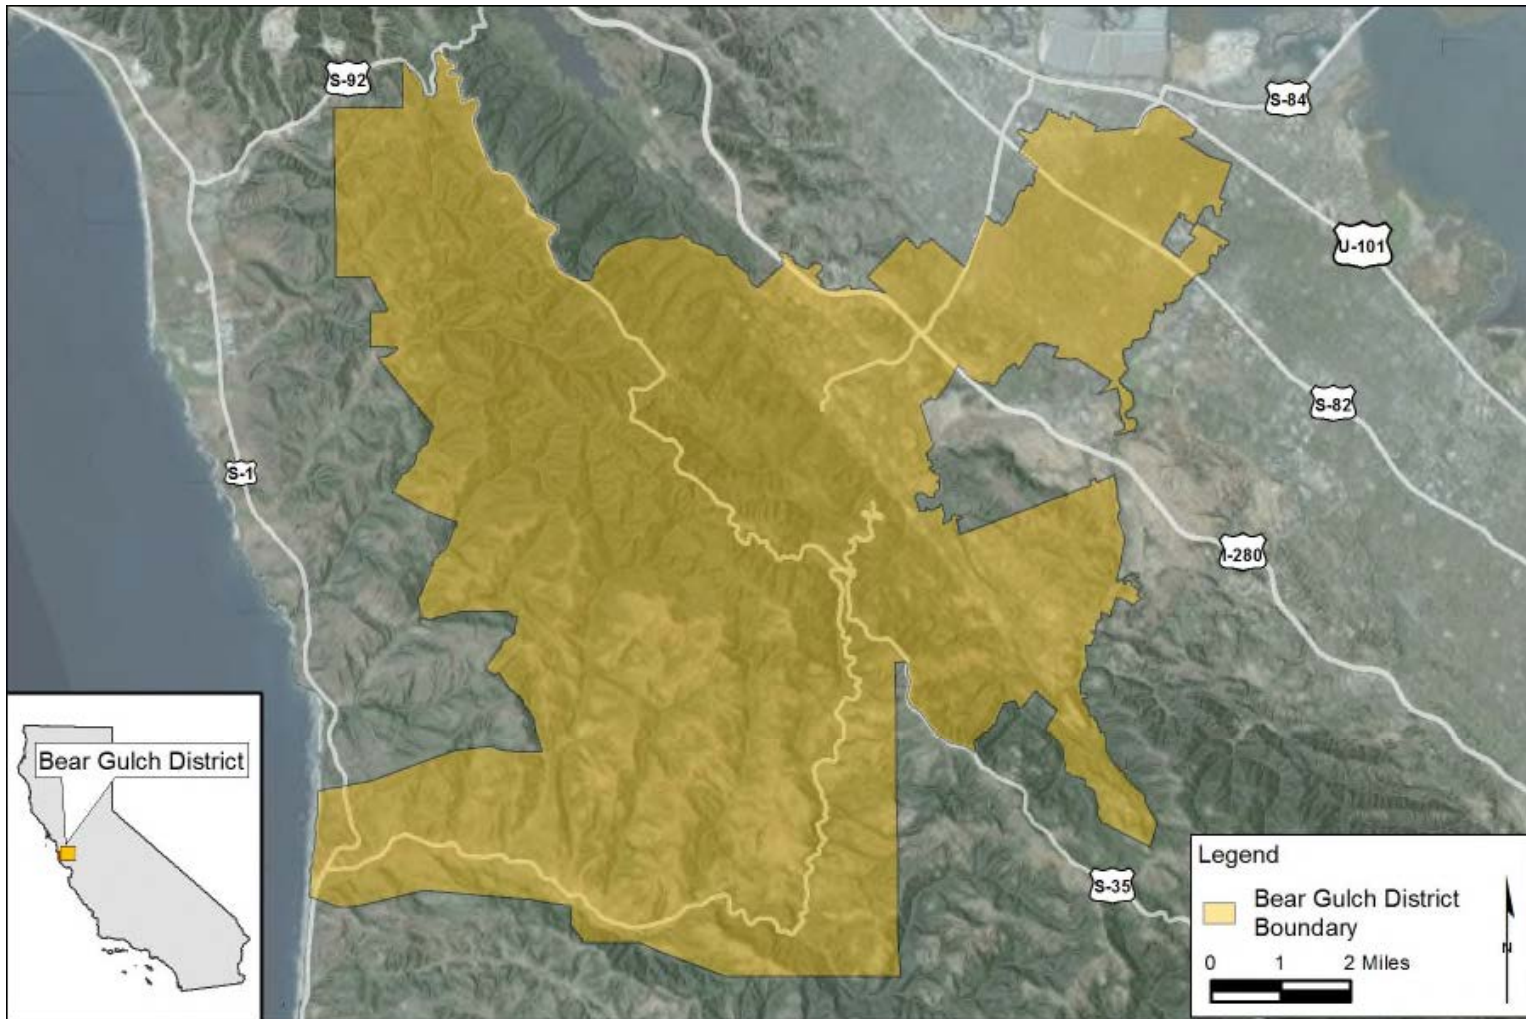 S-92
S-84
U-101
S-82
S-1
I-280
Bear Gulch District
S-35
Legend
Bear Gulch District
Boundary
N
0 1 2 Miles